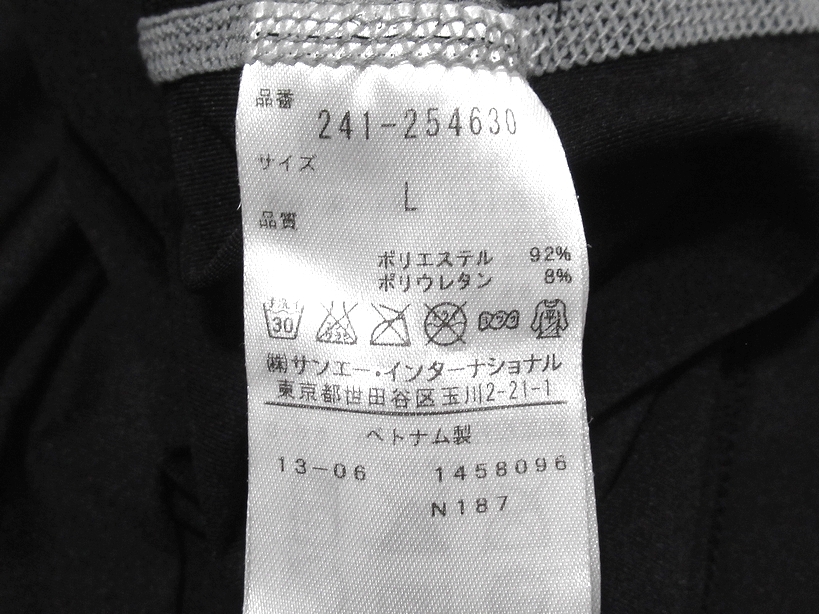 品番
241-254630
サイズ
L
品質
ポリエステル 92%
ポリウレタン 8%
手洗イ 30
㈱サンエー・インターナショナル
東京都世田谷区玉川2-21-1
ベトナム製
13-06 1458096
N187